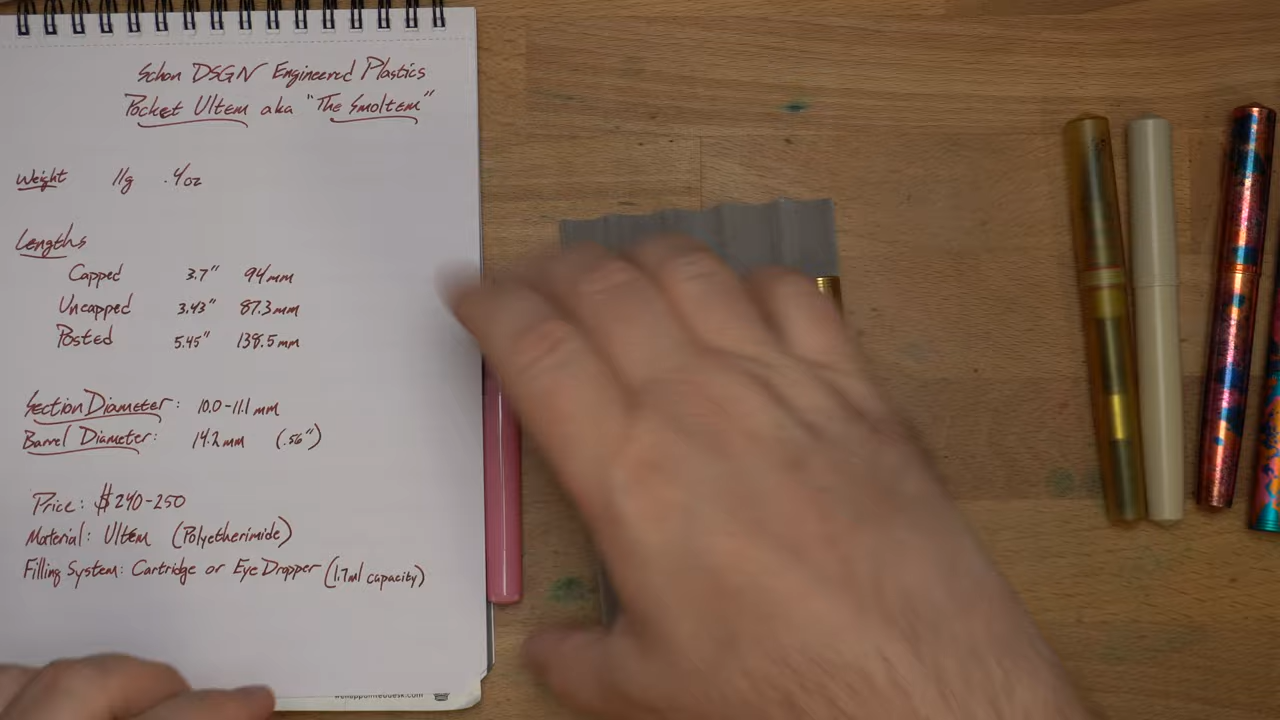 Schon DSGN Engineered Plastics
Pocket Ultem aka "The Smoltem"
Weight 11g .4oz
Lengths
Capped 3.7" 94mm
Uncapped 3.43" 87.3mm
Posted 5.45" 138.5mm
Section Diameter: 10.0-11.1mm
Barrel Diameter: 14.2mm (.56")
Price: $240-250
Material: Ultem (Polyetherimide)
Filling System: Cartridge or Eye Dropper (1.7ml capacity)